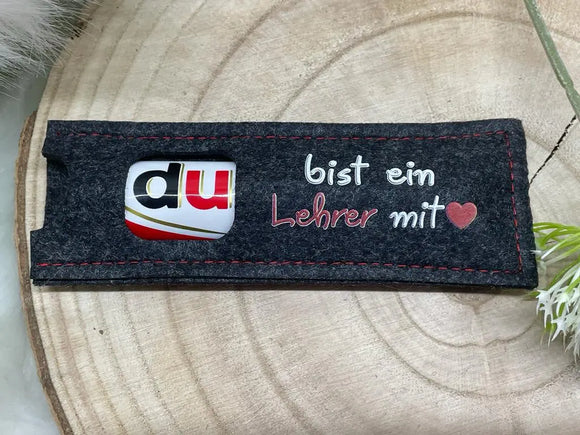 du
bist ein
Lehrer mit